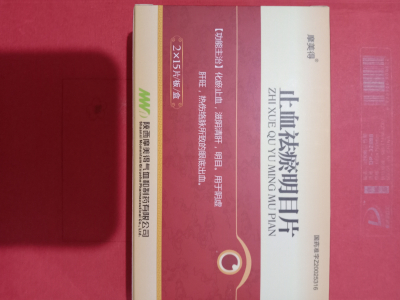 摩美得®
止血祛瘀明目片
ZHI XUE QU YU MING MU PIAN
国药准字Z20025216
【功能主治】化瘀止血，滋阴清肝，明目。用于阴虚
肝旺，热伤络脉所致的眼底出血。
2×15片/板/盒
陕西摩美得气血和制药有限公司